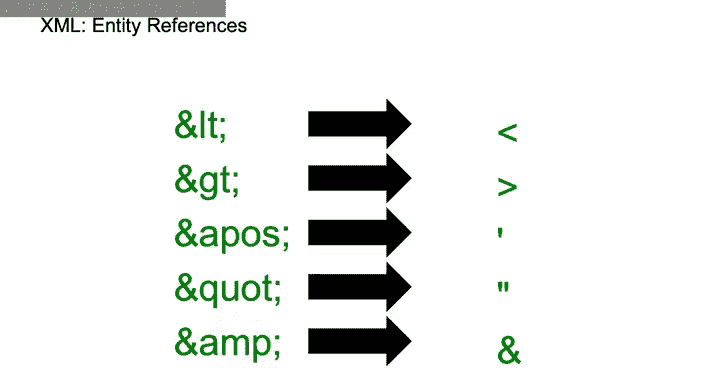 XML: Entity References
&lt; <
&gt; >
&apos; '
&quot; "
&amp; &